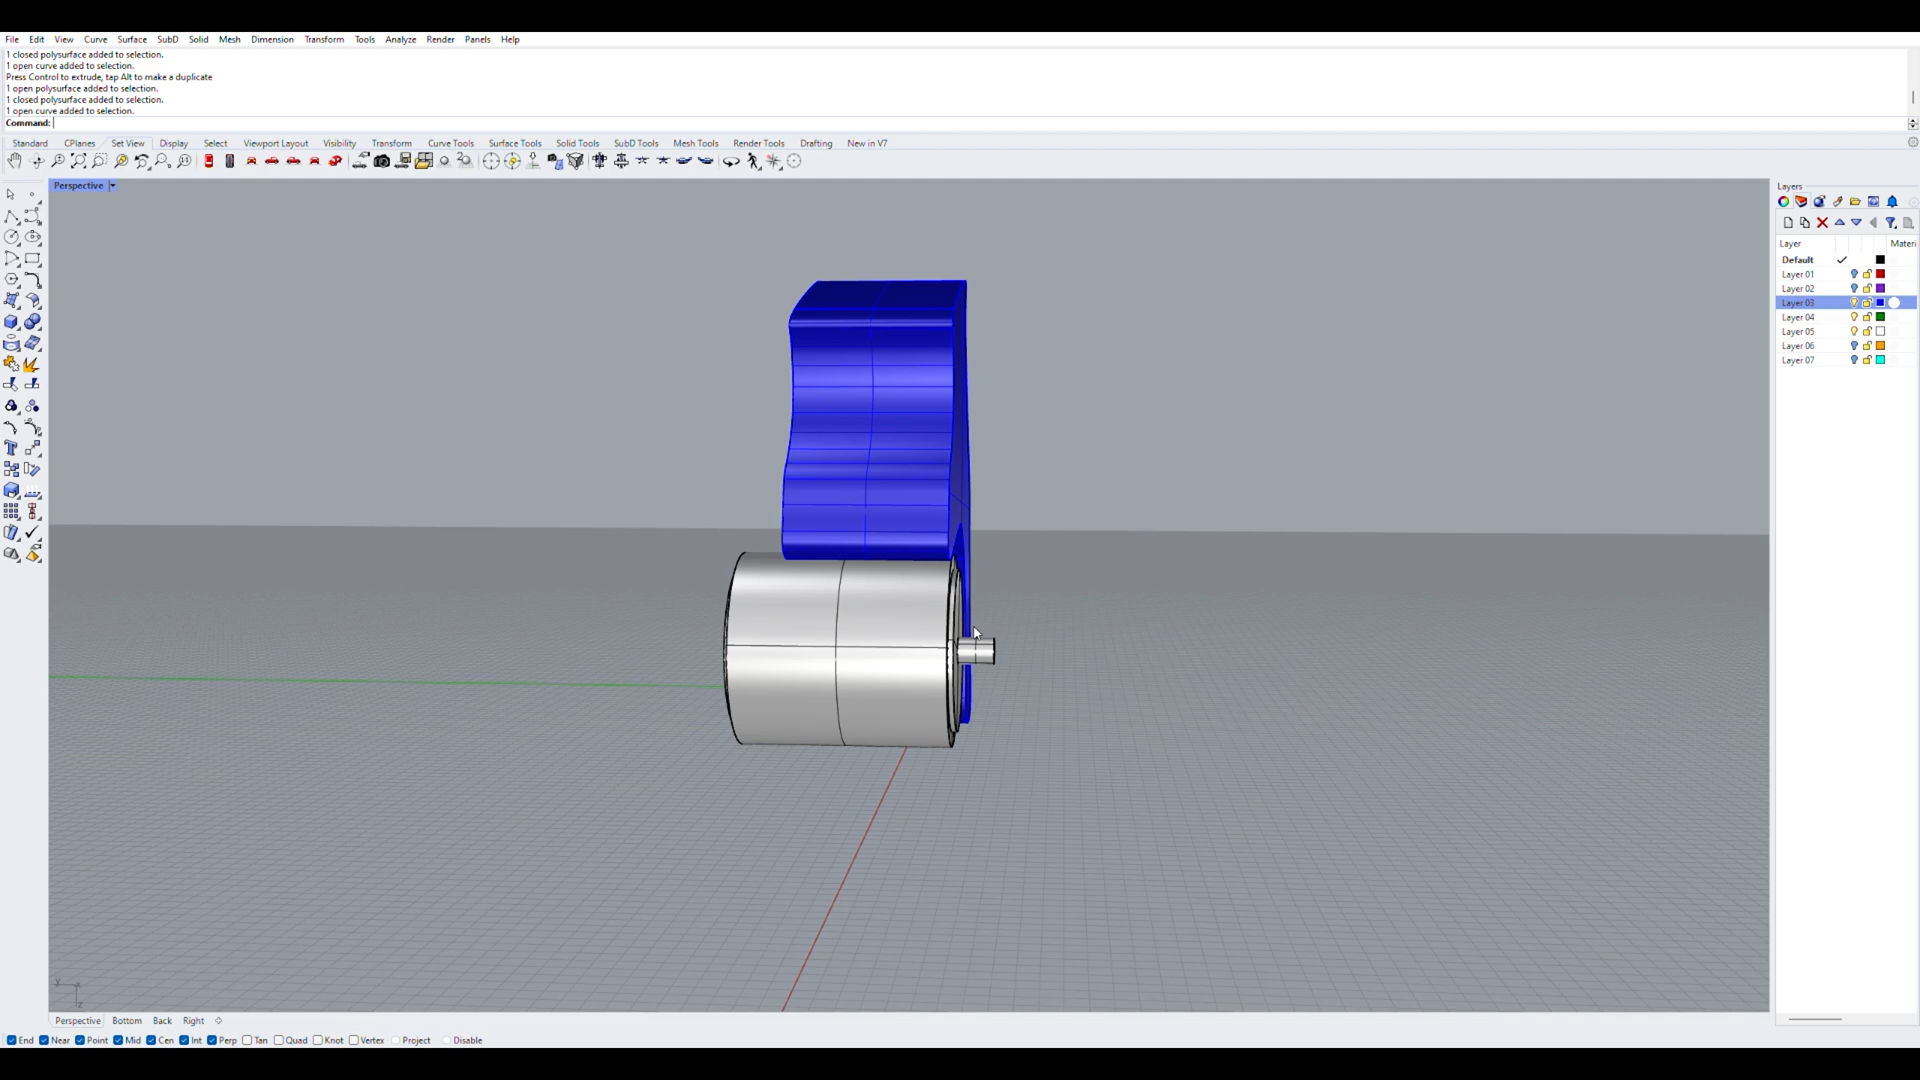 File Edit View Curve Surface SubD Solid Mesh Dimension Transform Tools Analyze Render Panels Help
1 closed polysurface added to selection.
1 open curve added to selection.
Press Control to extrude, tap Alt to make a duplicate
1 open polysurface added to selection.
1 closed polysurface added to selection.
1 open curve added to selection.
Command:
Standard CPlanes Set View Display Select Viewport Layout Visibility Transform Curve Tools Surface Tools Solid Tools SubD Tools Mesh Tools Render Tools Drafting New in V7
Perspective
Layers
Layer Materi
Default
Layer 01
Layer 02
Layer 03
Layer 04
Layer 05
Layer 06
Layer 07
Perspective Bottom Back Right
End Near Point Mid Cen Int Perp Tan Quad Knot Vertex Project Disable